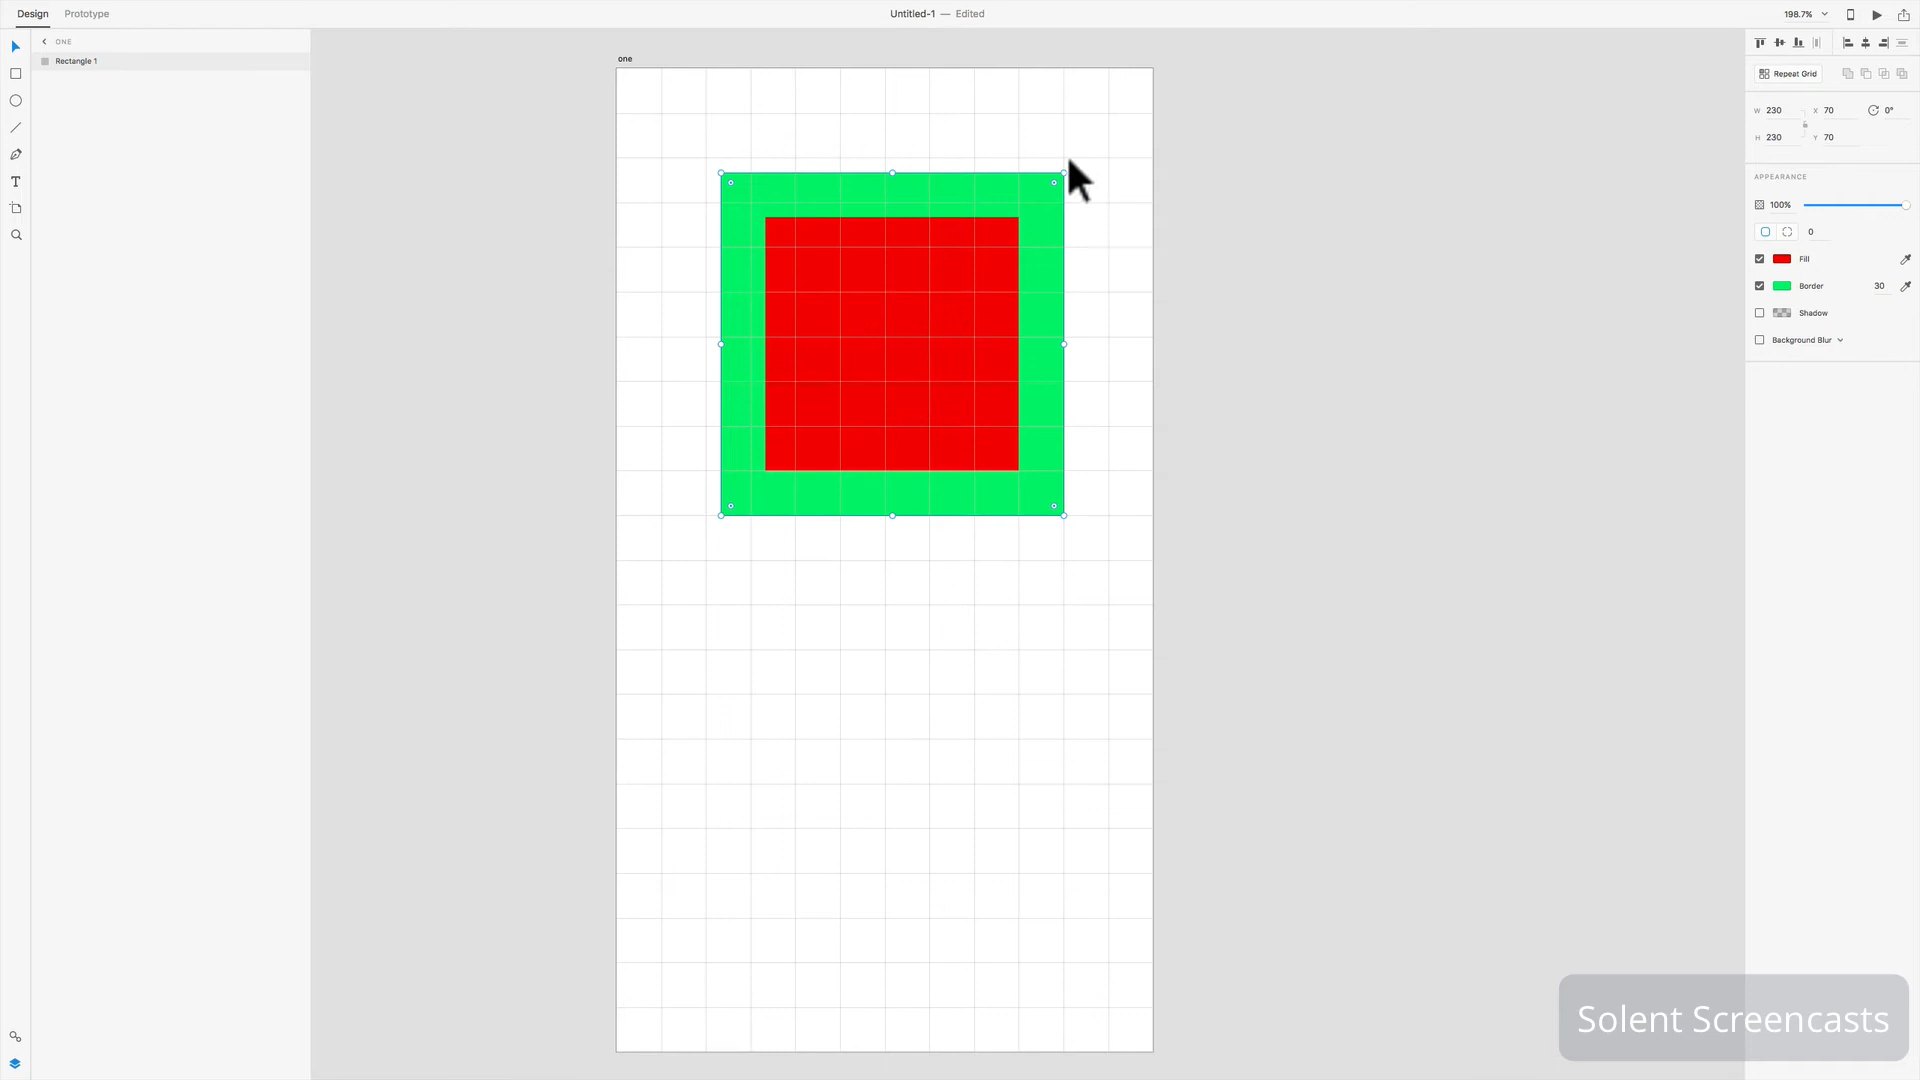 Design Prototype Untitled-1 — Edited 198.7%
ONE
Rectangle 1
one
Repeat Grid
W 230 X 70 0°
H 230 Y 70
APPEARANCE
100%
0
Fill
Border 30
Shadow
Background Blur
T
Solent Screencasts